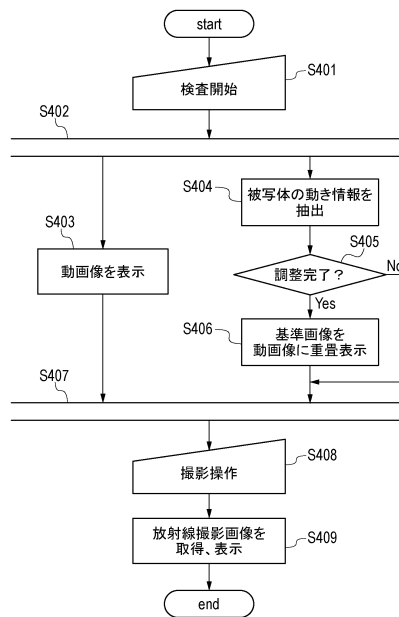 start
S401
検査開始
S402
S404
被写体の動き情報を
抽出
S403
動画像を表示
S405
調整完了？
No
Yes
S406
基準画像を
動画像に重畳表示
S407
S408
撮影操作
S409
放射線撮影画像を
取得、表示
end